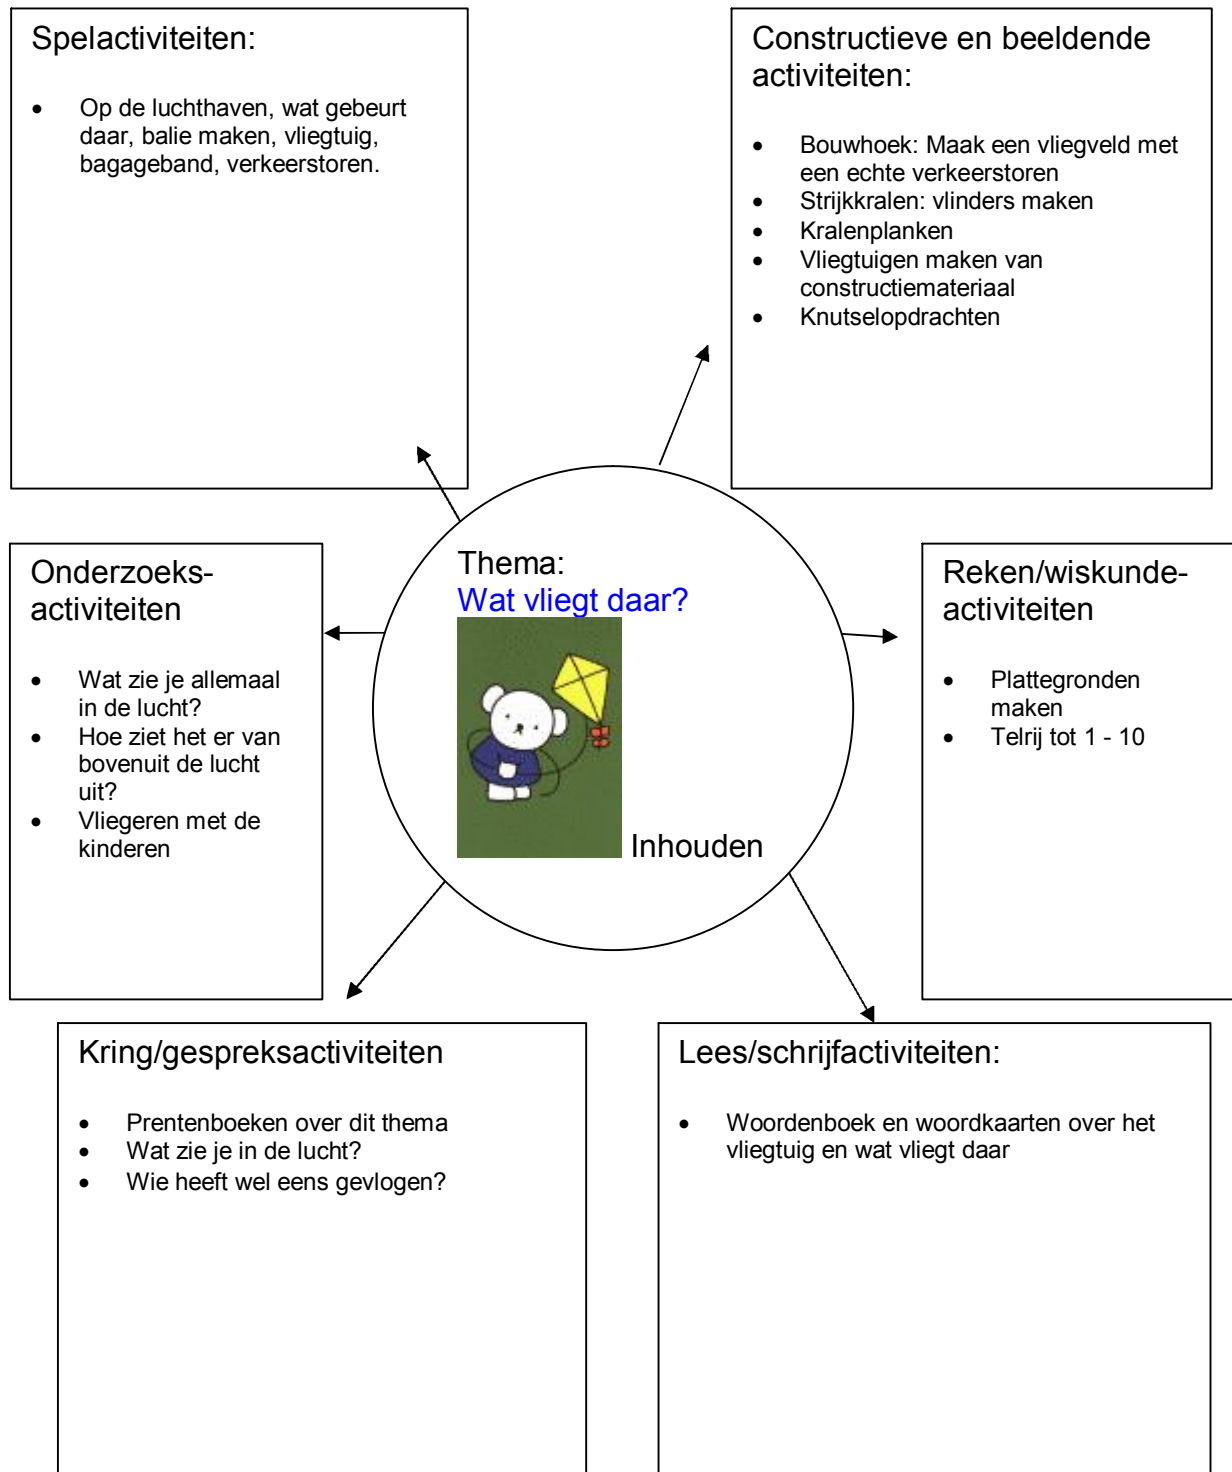 Spelactiviteiten:
• Op de luchthaven, wat gebeurt
daar, balie maken, vliegtuig,
bagageband, verkeerstoren.
Constructieve en beeldende
activiteiten:
• Bouwhoek: Maak een vliegveld met
een echte verkeerstoren
• Strijkkralen: vlinders maken
• Kralenplanken
• Vliegtuigen maken van
constructiemateriaal
• Knutselopdrachten
Onderzoeks-
activiteiten
• Wat zie je allemaal
in de lucht?
• Hoe ziet het er van
bovenuit de lucht
uit?
• Vliegeren met de
kinderen
Thema:
Wat vliegt daar?
Inhouden
Reken/wiskunde-
activiteiten
• Plattegronden
maken
• Telrij tot 1 - 10
Kring/gespreksactiviteiten
• Prentenboeken over dit thema
• Wat zie je in de lucht?
• Wie heeft wel eens gevlogen?
Lees/schrijfactiviteiten:
• Woordenboek en woordkaarten over het
vliegtuig en wat vliegt daar